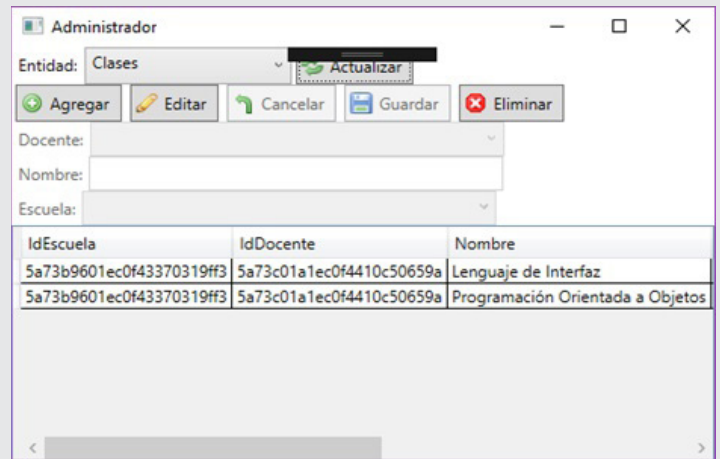 Administrador
Entidad: Clases Actualizar
Agregar Editar Cancelar Guardar Eliminar
Docente:
Nombre:
Escuela:
IdEscuela IdDocente Nombre
5a73b9601ec0f43370319ff3 5a73c01a1ec0f4410c50659a Lenguaje de Interfaz
5a73b9601ec0f43370319ff3 5a73c01a1ec0f4410c50659a Programación Orientada a Objetos